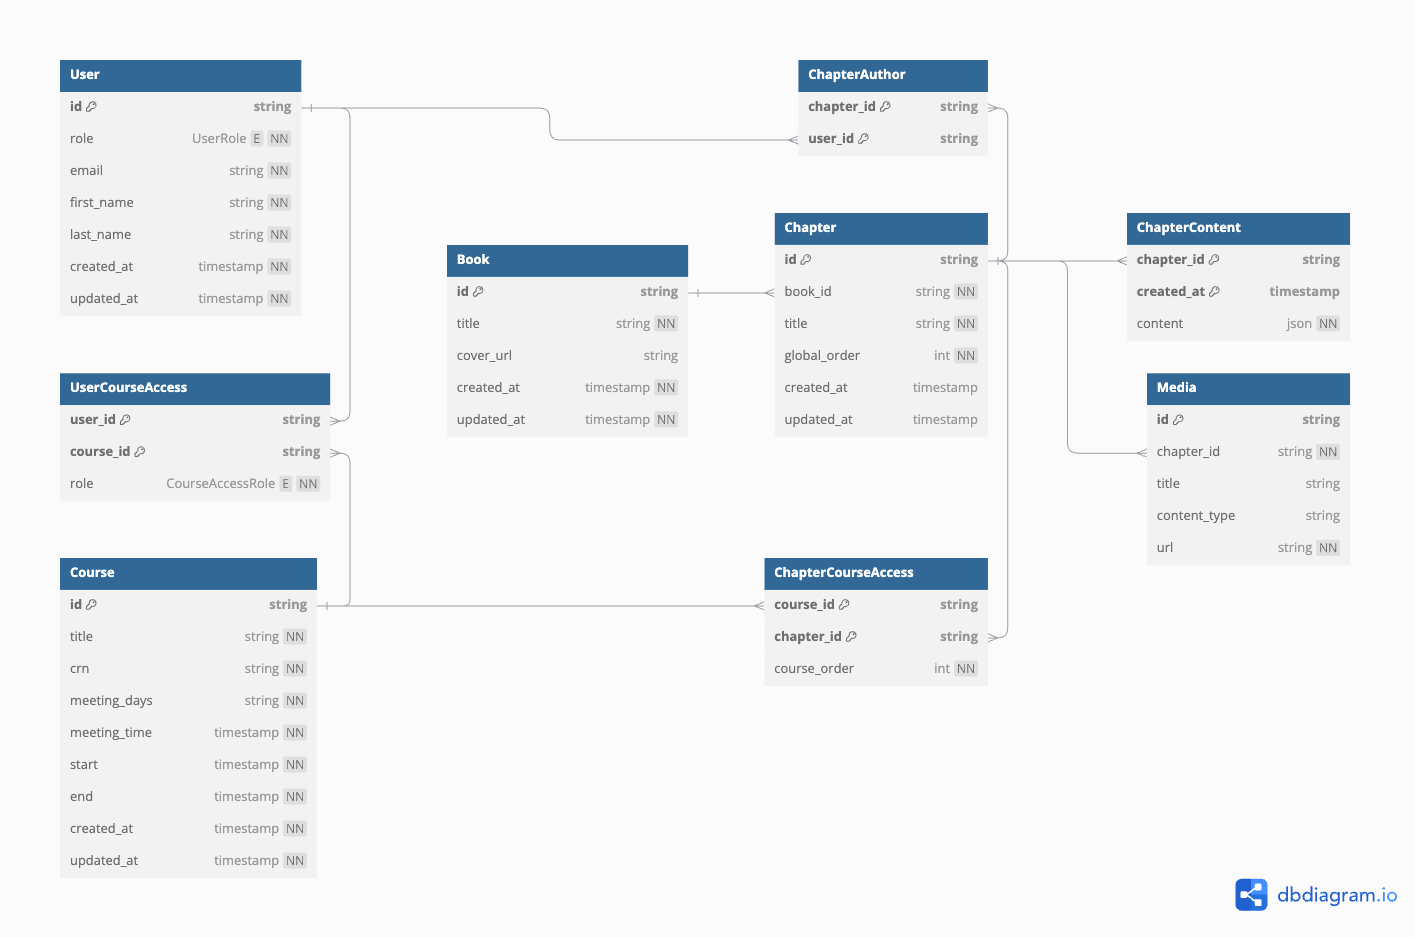 User
id string
role UserRole E NN
email string NN
first_name string NN
last_name string NN
created_at timestamp NN
updated_at timestamp NN
UserCourseAccess
user_id string
course_id string
role CourseAccessRole E NN
Course
id string
title string NN
crn string NN
meeting_days string NN
meeting_time timestamp NN
start timestamp NN
end timestamp NN
created_at timestamp NN
updated_at timestamp NN
Book
id string
title string NN
cover_url string
created_at timestamp NN
updated_at timestamp NN
ChapterAuthor
chapter_id string
user_id string
Chapter
id string
book_id string NN
title string NN
global_order int NN
created_at timestamp
updated_at timestamp
ChapterCourseAccess
course_id string
chapter_id string
course_order int NN
ChapterContent
chapter_id string
created_at timestamp
content json NN
Media
id string
chapter_id string NN
title string
content_type string
url string NN
dbdiagram.io